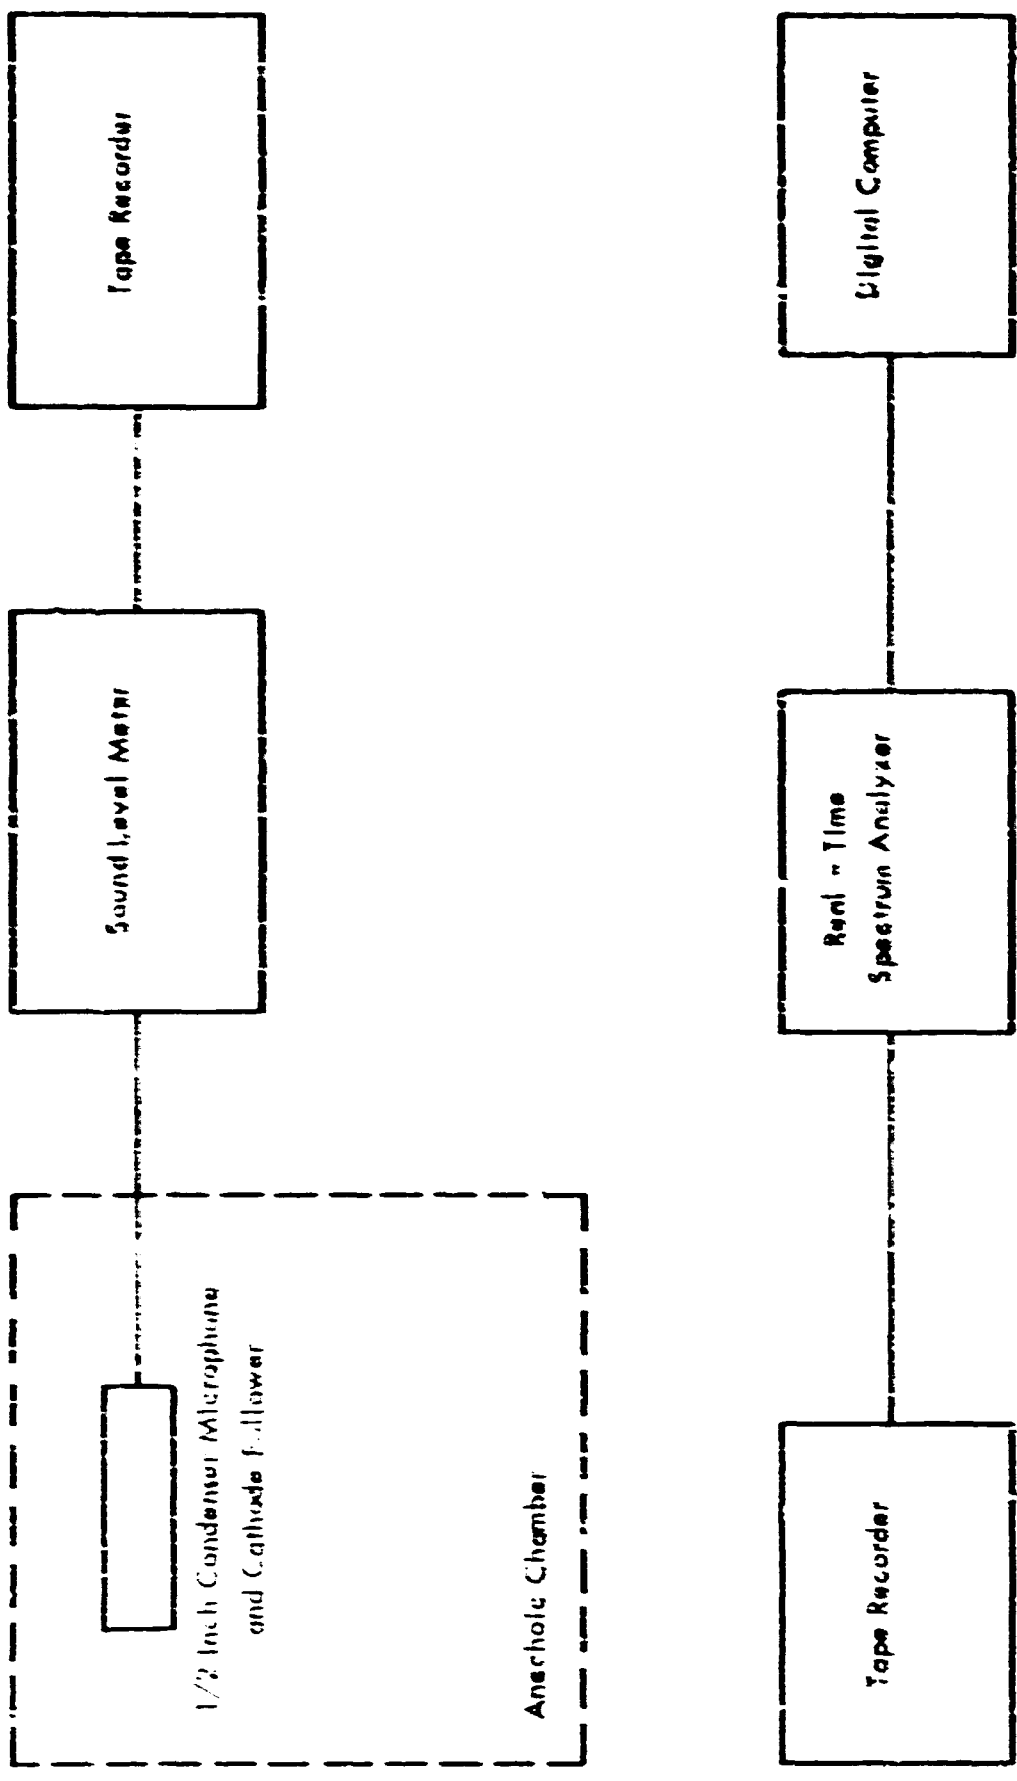 1/2 Inch Condenser Microphone
and Cathode Follower
Anechoic Chamber
Sound Level Meter
Tape Recorder
Tape Recorder
Real - Time
Spectrum Analyzer
Digital Computer